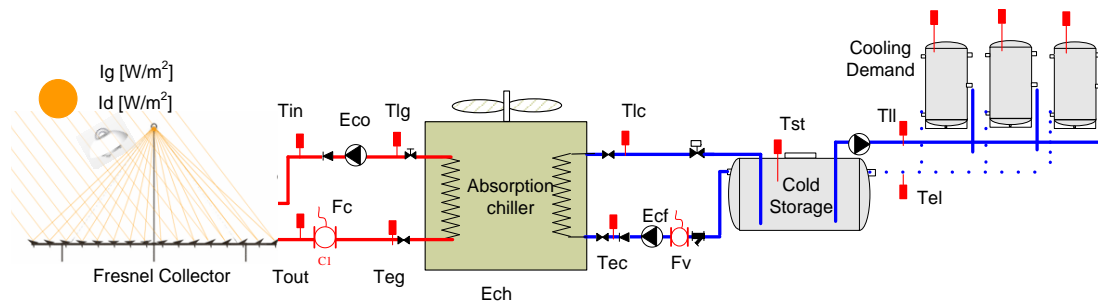 Ig [W/m²]
Id [W/m²]
Tin
Eco
Tlg
Fc
C1
Tout
Teg
Fresnel Collector
Absorption
chiller
Ech
Tlc
Tec
Ecf
Fv
Tst
Cold
Storage
Cooling
Demand
Tll
Tel